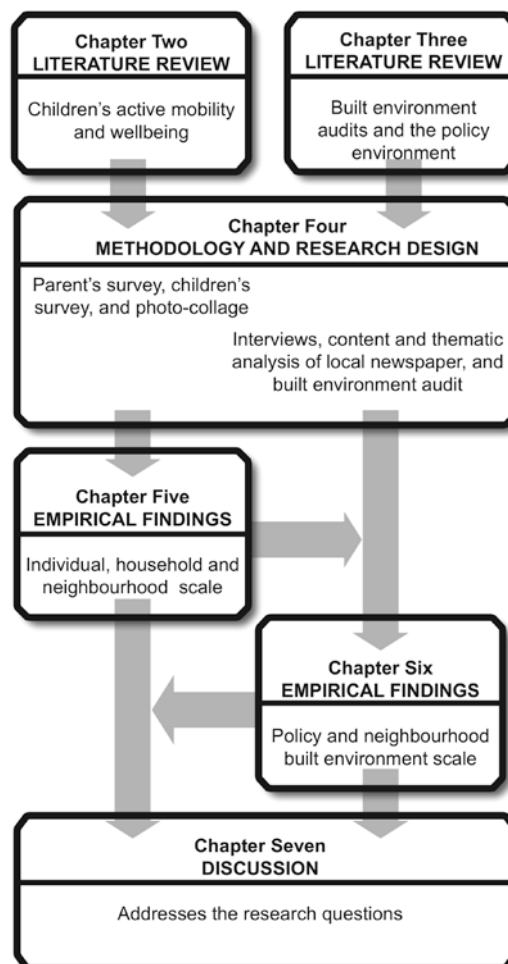 Chapter Two
LITERATURE REVIEW
Children's active mobility
and wellbeing
Chapter Three
LITERATURE REVIEW
Built environment
audits and the policy
environment
Chapter Four
METHODOLOGY AND RESEARCH DESIGN
Parent's survey, children's
survey, and photo-collage
Interviews, content and thematic
analysis of local newspaper, and
built environment audit
Chapter Five
EMPIRICAL FINDINGS
Individual, household and
neighbourhood scale
Chapter Six
EMPIRICAL FINDINGS
Policy and neighbourhood
built environment scale
Chapter Seven
DISCUSSION
Addresses the research questions